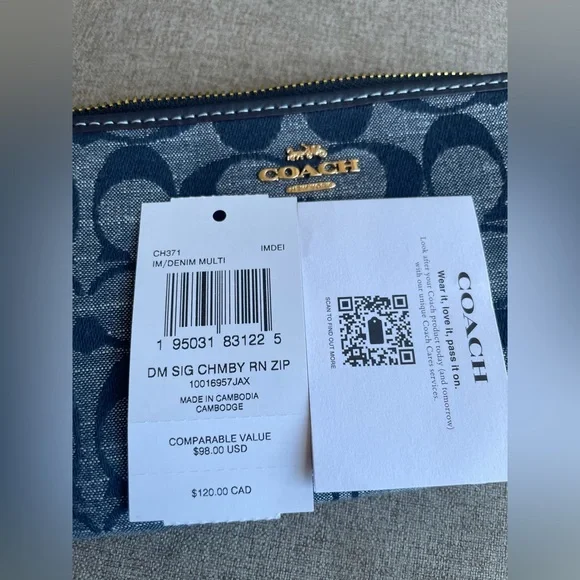 COACH
NEW YORK
CH371 IMDEI
IM/DENIM MULTI
1 95031 83122 5
DM SIG CHMBY RN ZIP
10016957JAX
MADE IN CAMBODIA
CAMBODGE
COMPARABLE VALUE
$98.00 USD
$120.00 CAD
COACH
Wear it, love it, pass it on.
Look after your Coach product today (and tomorrow)
with our unique Coach Cares services.
SCAN TO FIND OUT MORE